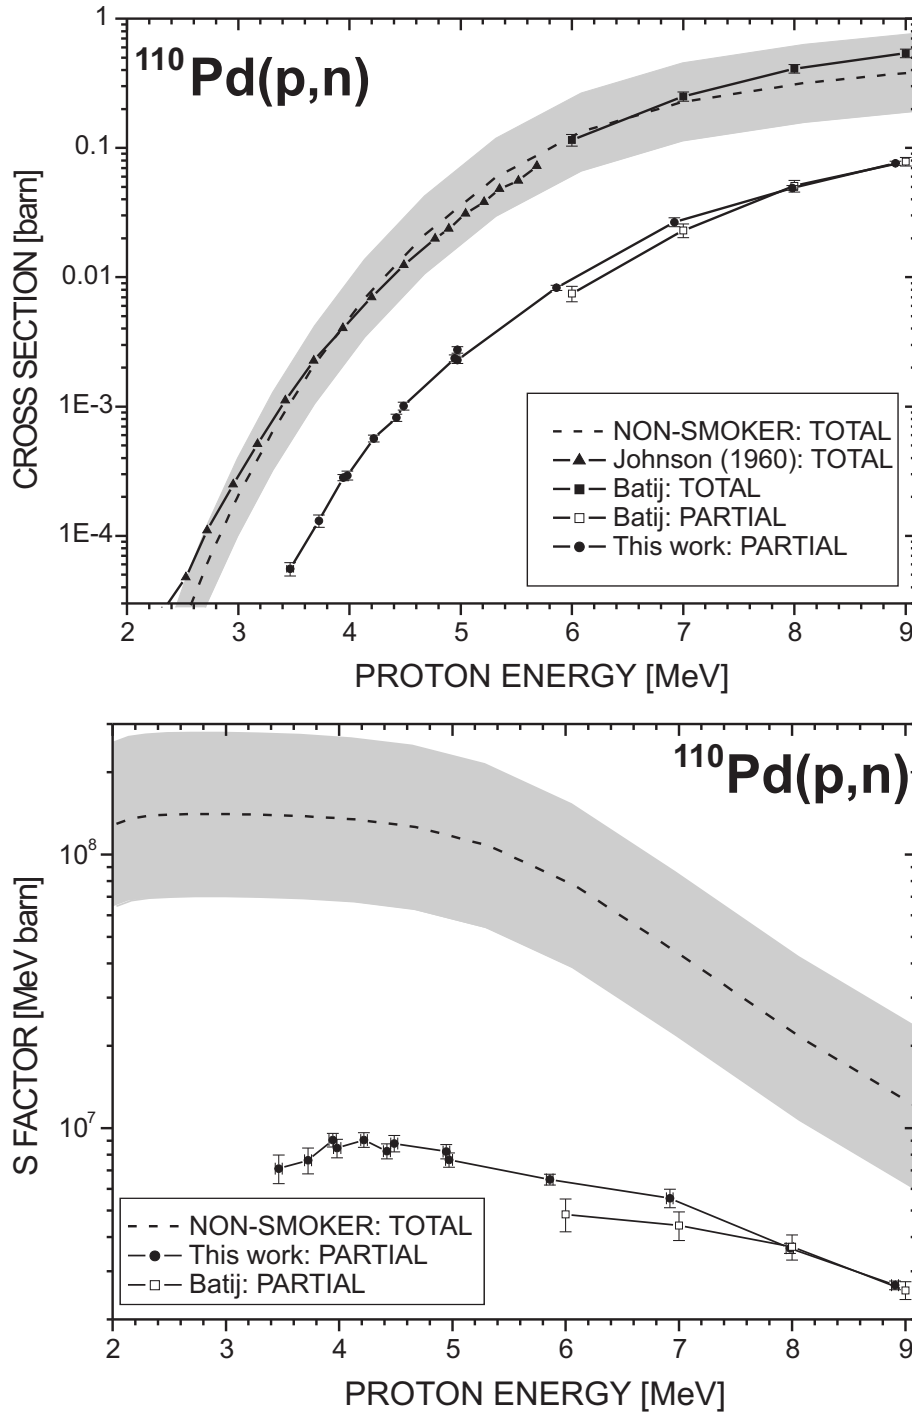 1
110Pd(p,n)
0.1
0.01
1E-3
1E-4
CROSS SECTION [barn]
NON-SMOKER: TOTAL
Johnson (1960): TOTAL
Batij: TOTAL
Batij: PARTIAL
This work: PARTIAL
2 3 4 5 6 7 8 9
PROTON ENERGY [MeV]
110Pd(p,n)
10^8
10^7
S FACTOR [MeV barn]
NON-SMOKER: TOTAL
This work: PARTIAL
Batij: PARTIAL
2 3 4 5 6 7 8 9
PROTON ENERGY [MeV]